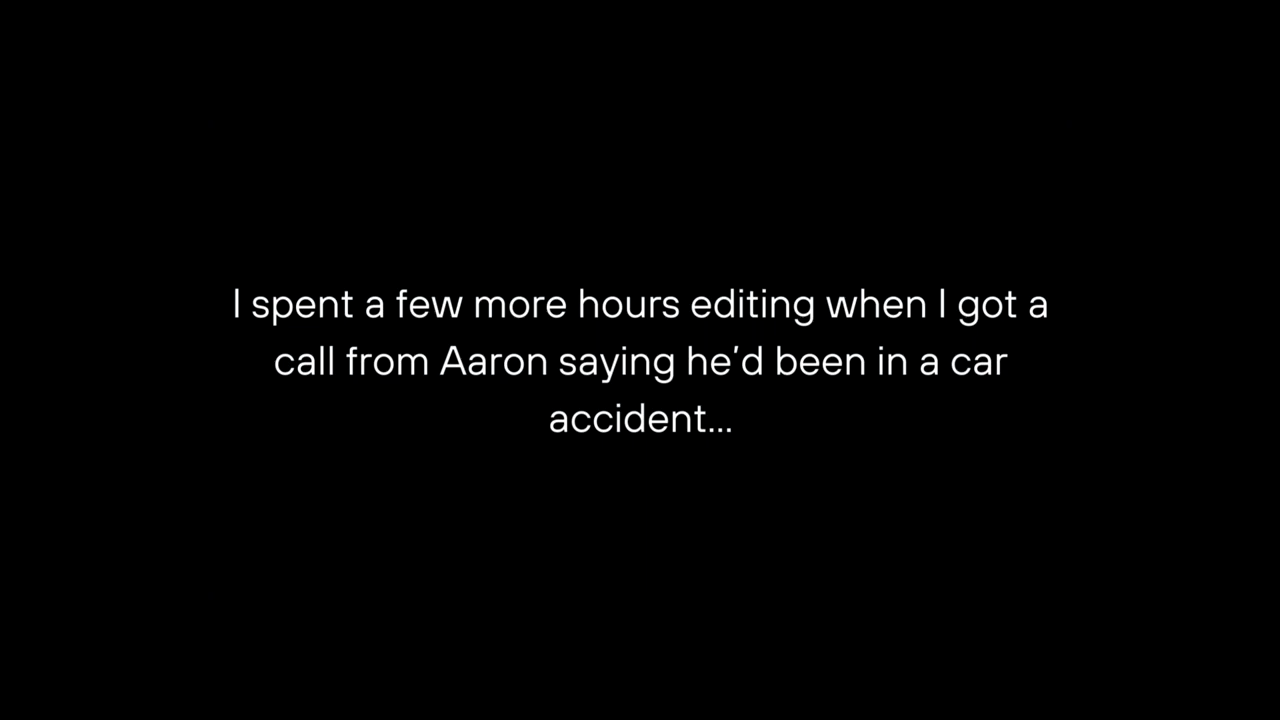 I spent a few more hours editing when I got a
call from Aaron saying he'd been in a car
accident...